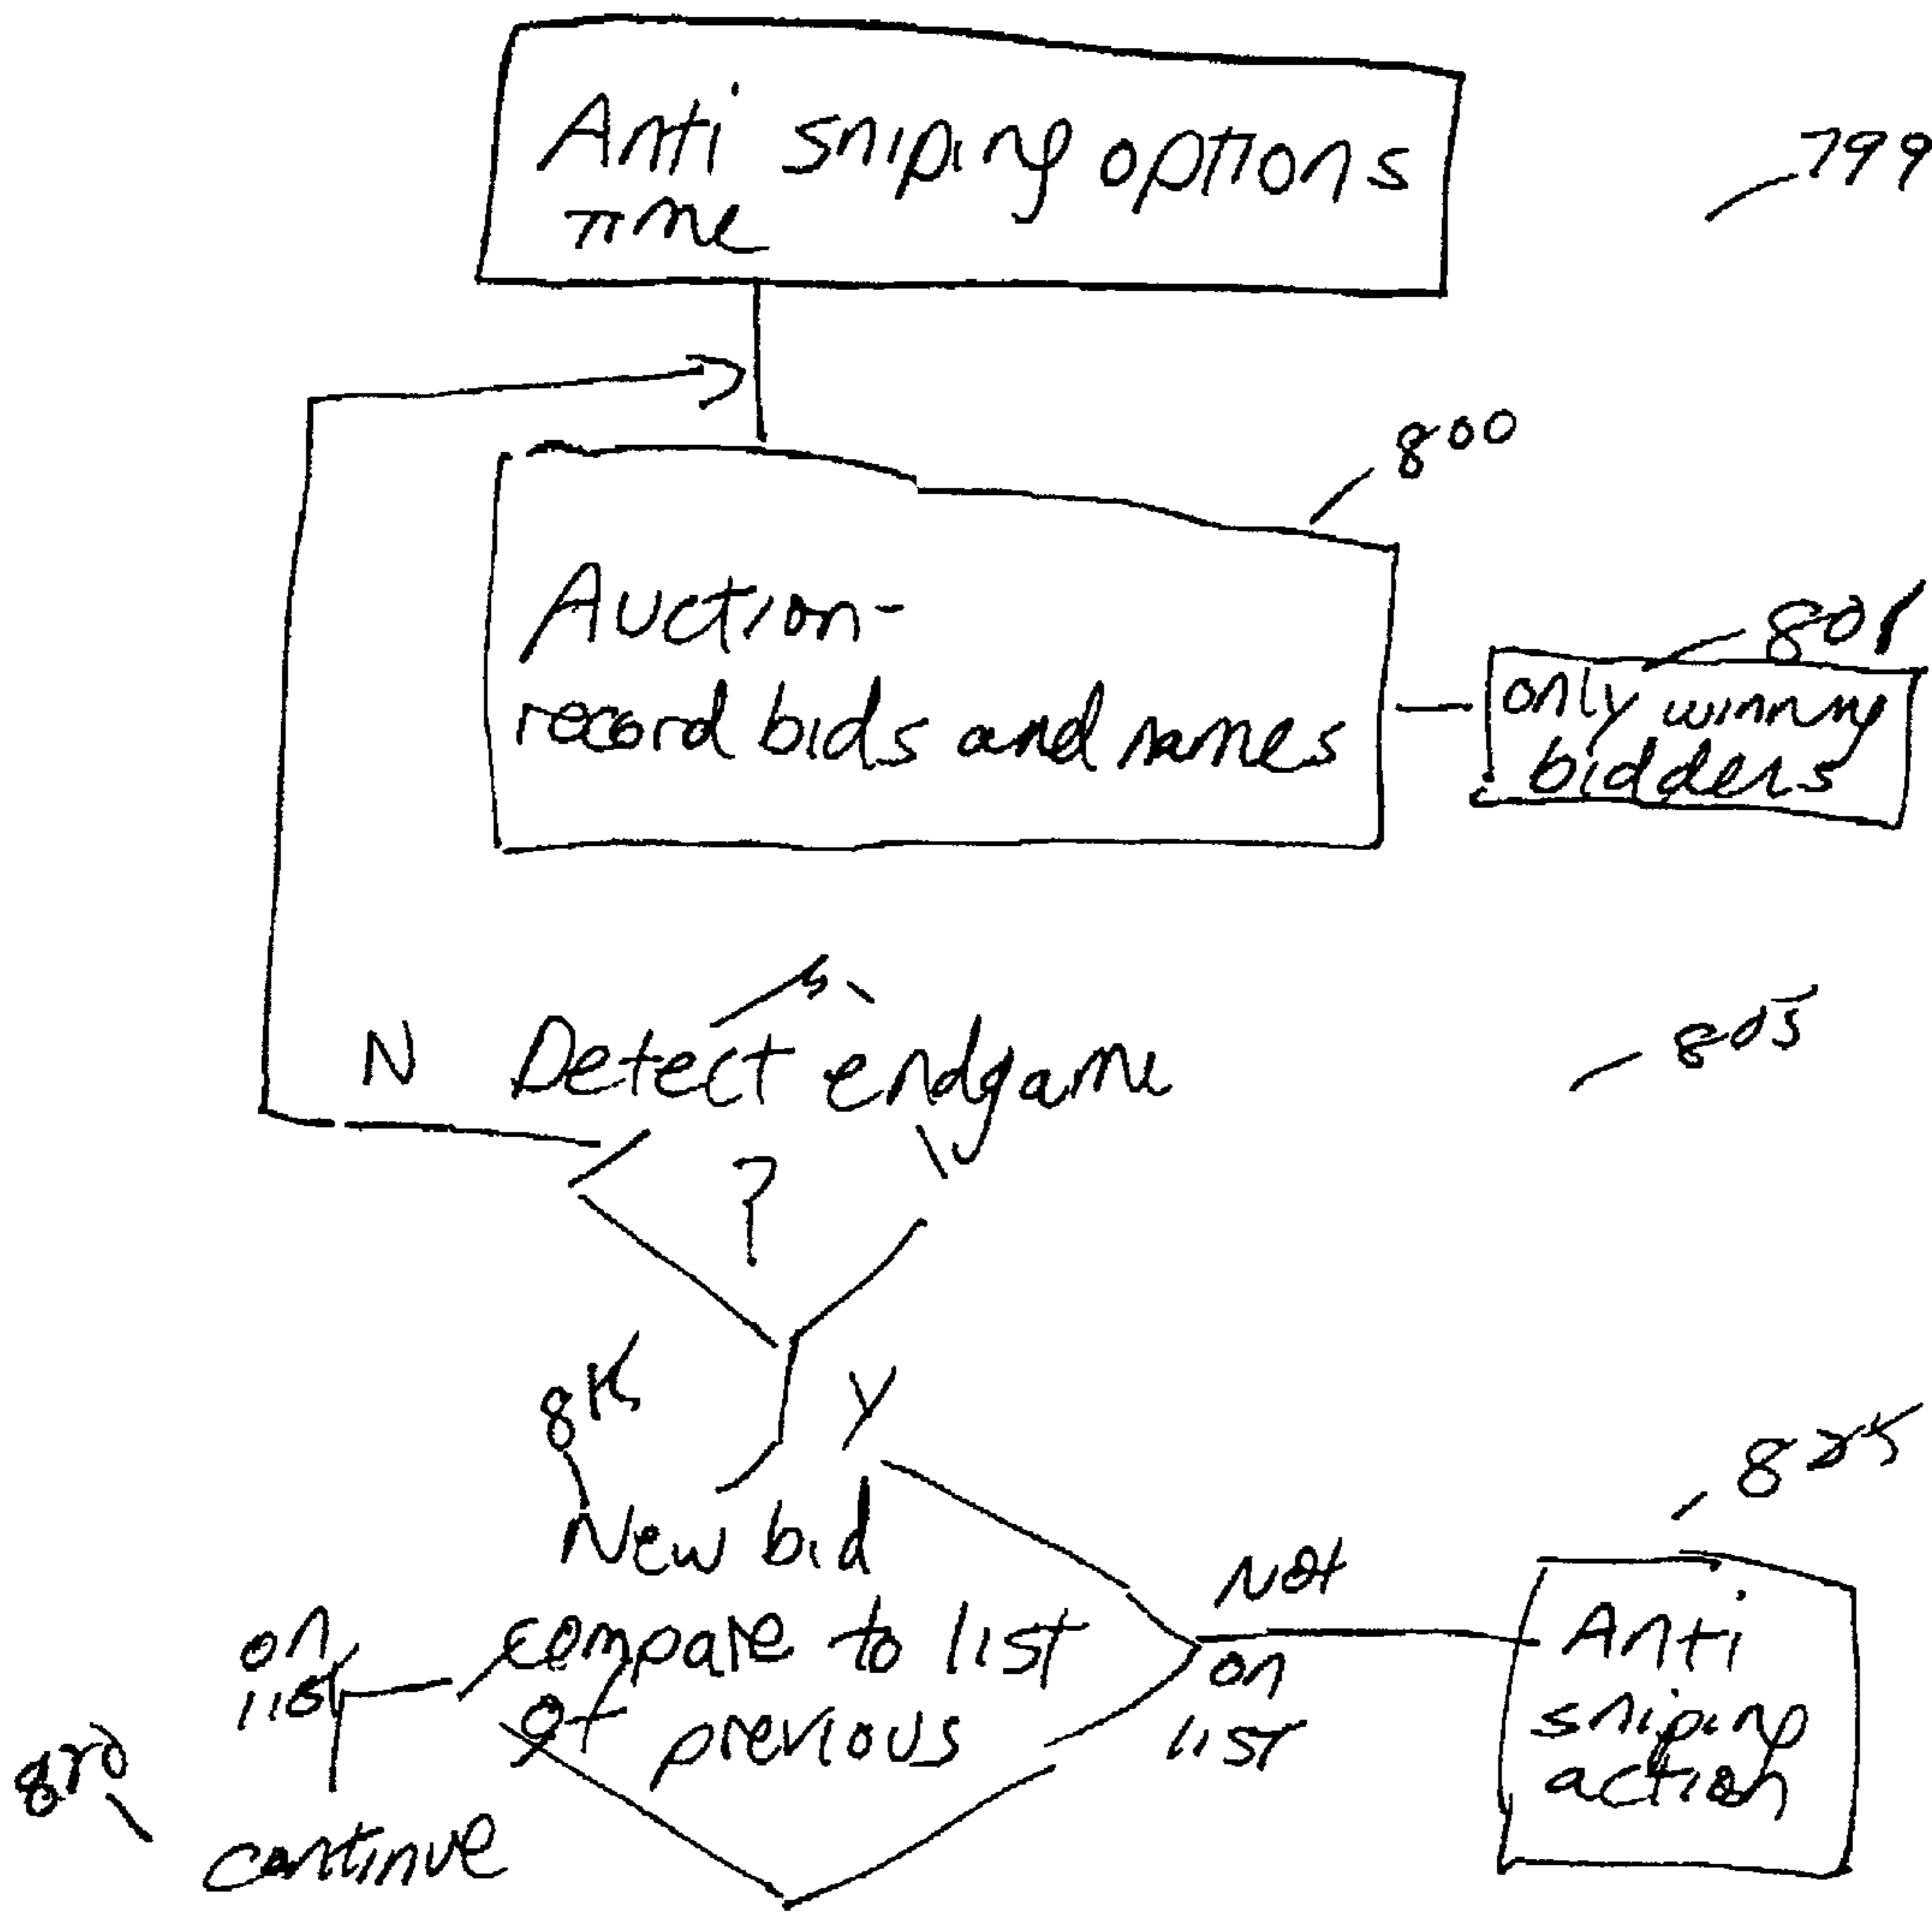 Anti sniping options
time
799
800
Auction-
record bids and names
801
only winning
bidders
805
N
Detect endgame
?
Y
New bid
compare to list
of previous
on
list
continue
Not
on
list
825
Anti
sniping
action